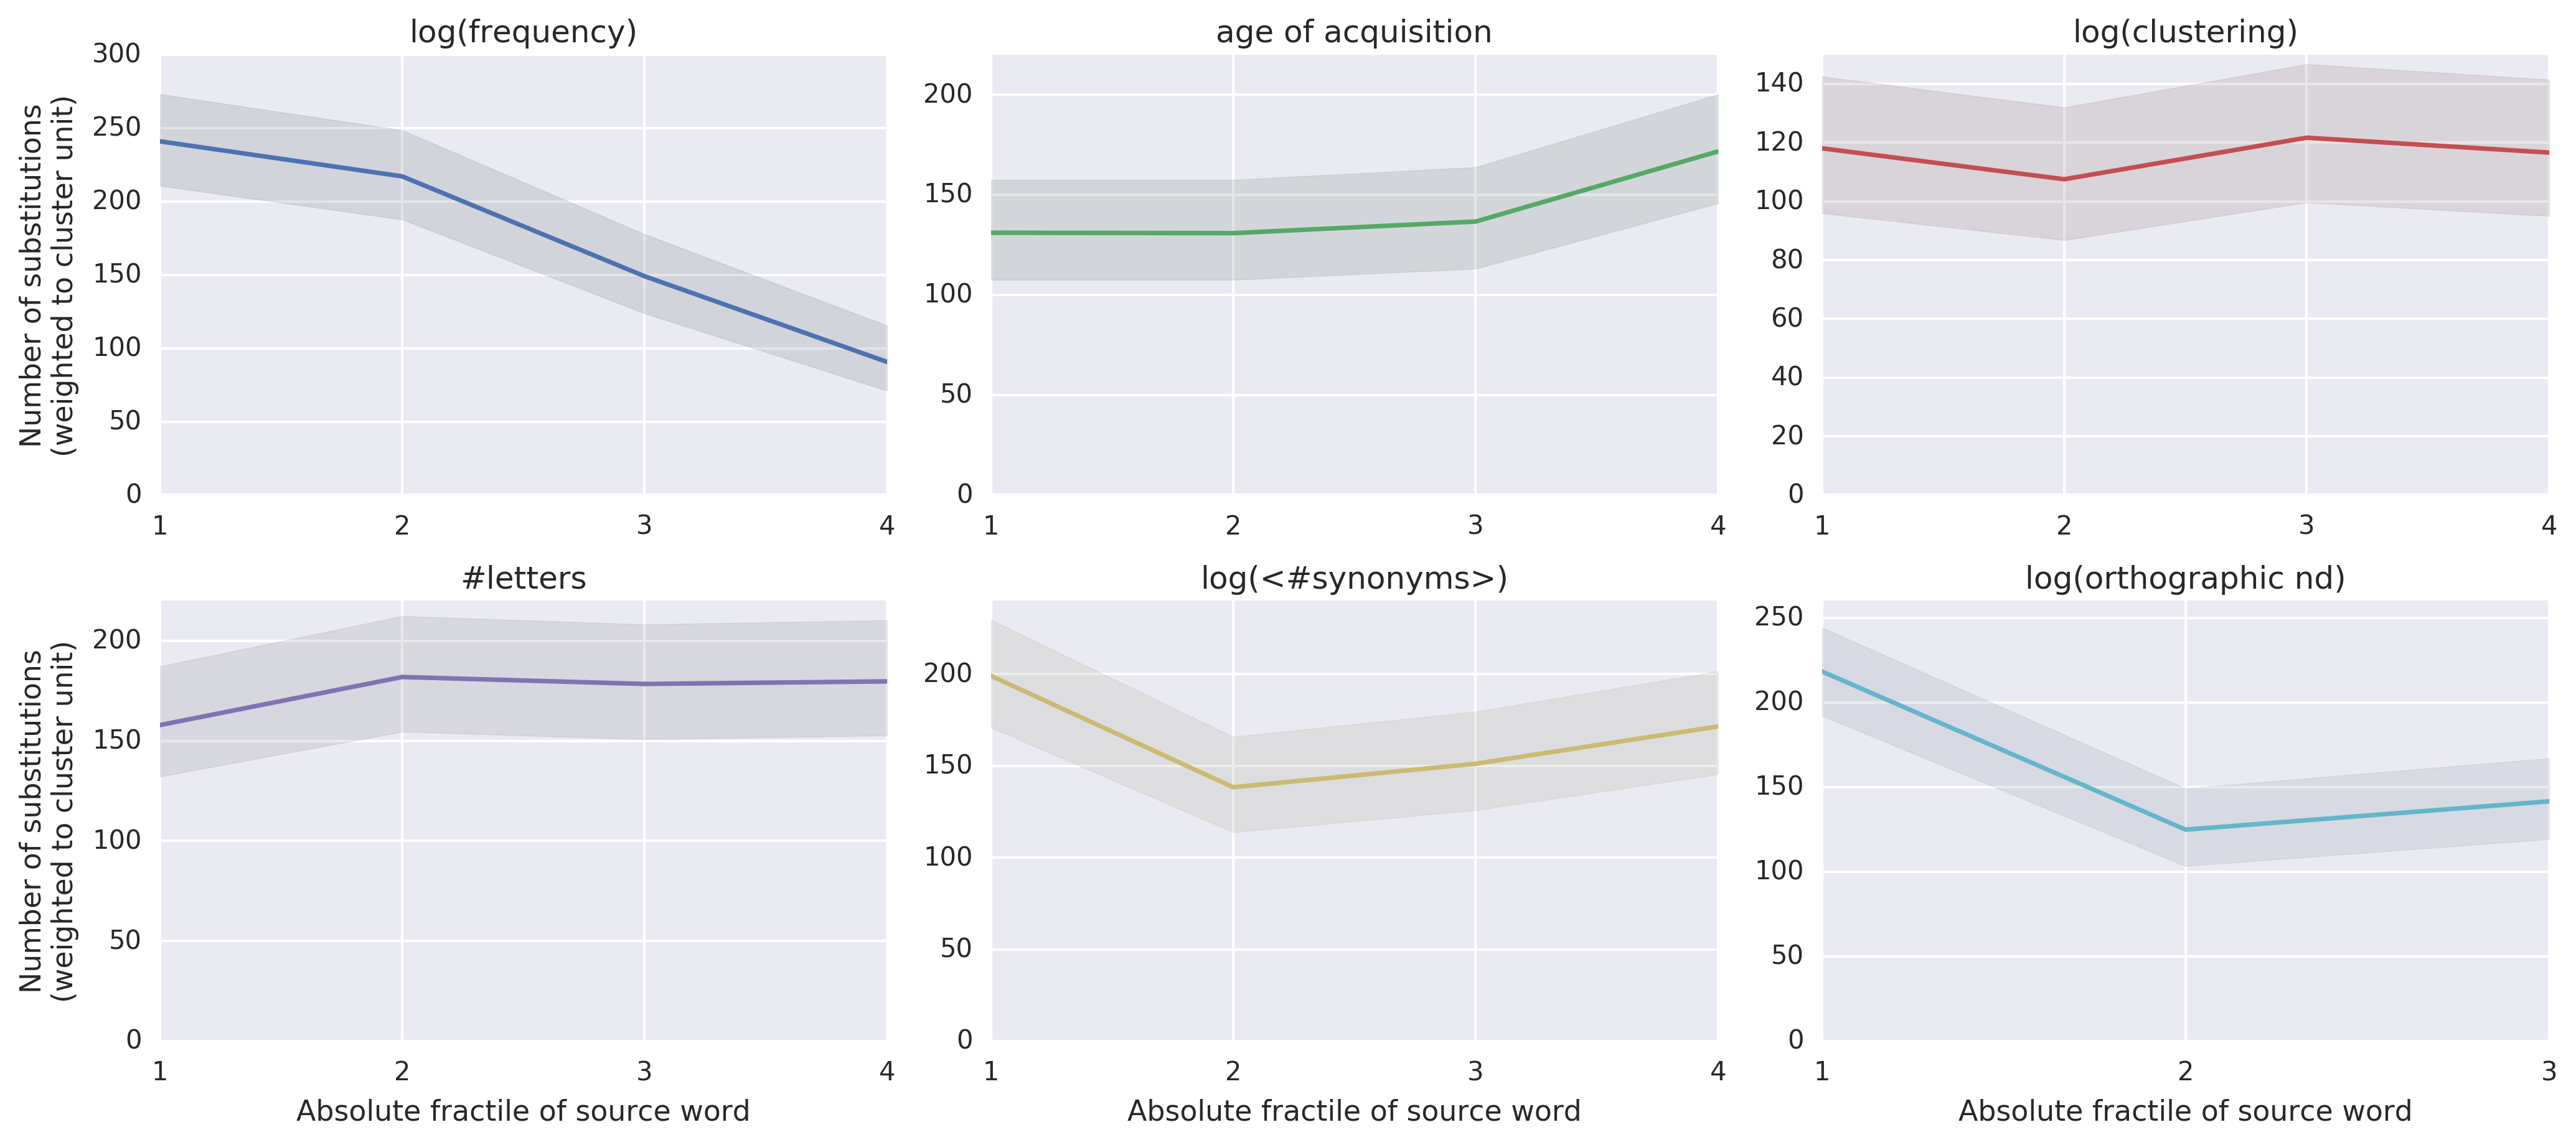 log(frequency)
Number of substitutions
(weighted to cluster unit)
300
250
200
150
100
50
0
1 2 3 4
age of acquisition
200
150
100
50
0
1 2 3 4
log(clustering)
140
120
100
80
60
40
20
0
1 2 3 4
#letters
Number of substitutions
(weighted to cluster unit)
200
150
100
50
0
1 2 3 4
Absolute fractile of source word
log(<#synonyms>)
200
150
100
50
0
1 2 3 4
Absolute fractile of source word
log(orthographic nd)
250
200
150
100
50
0
1 2 3
Absolute fractile of source word